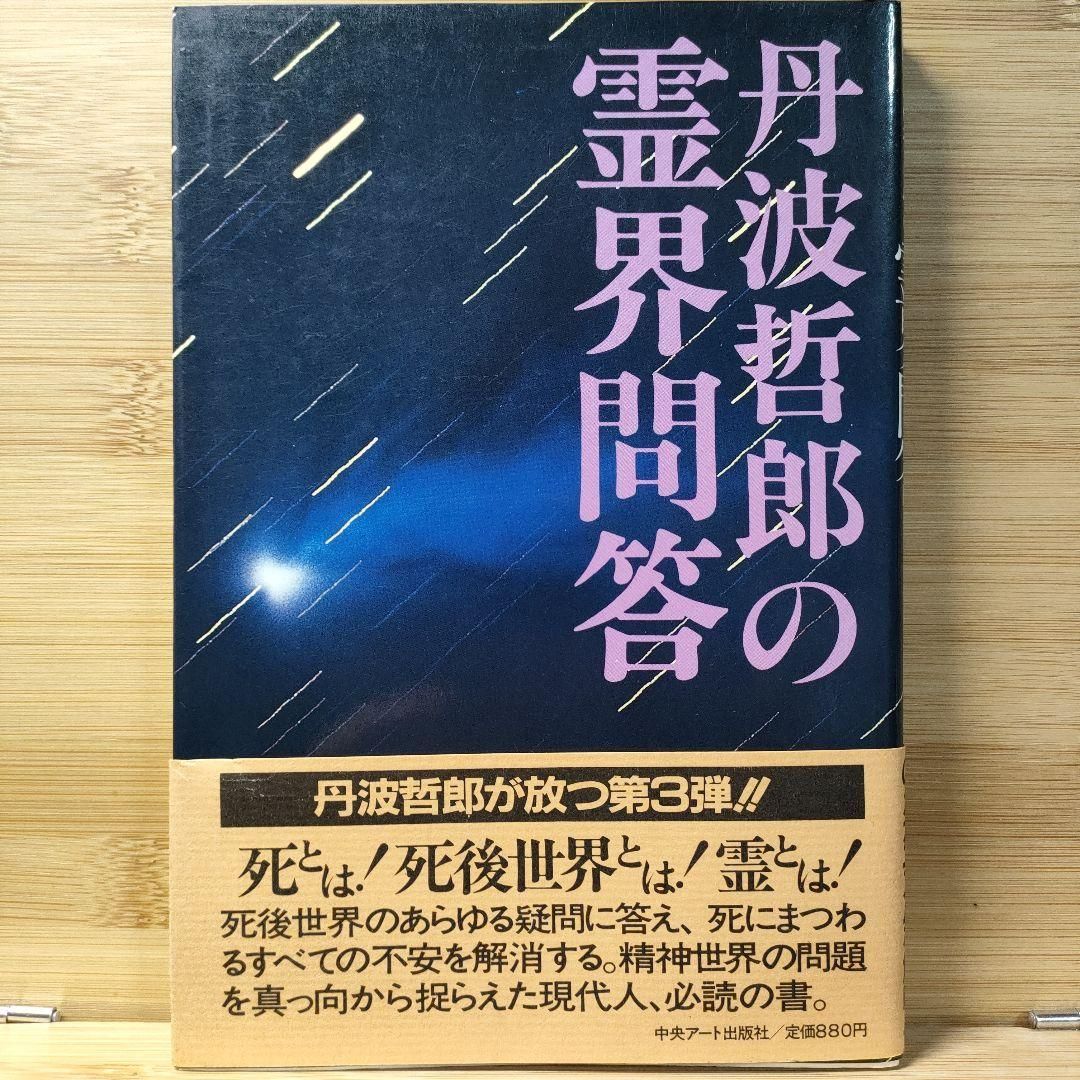 丹波哲郎の
霊界問答
丹波哲郎が放つ第3弾!!
死とは!死後世界とは!霊とは!
死後世界のあらゆる疑問に答え、死にまつわ
るすべての不安を解消する。精神世界の問題
を真っ向から捉らえた現代人、必読の書。
中央アート出版社/定価880円